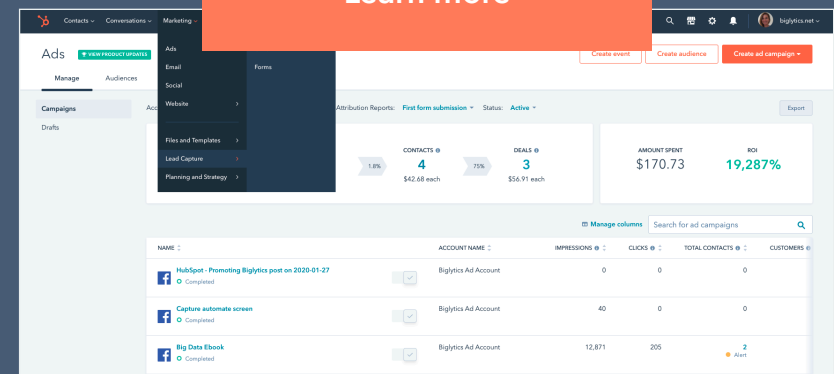 Learn more
Contacts Conversations Marketing biglytics.net
Ads VIEW PRODUCT UPDATES Create event Create audience Create ad campaign
Manage Audiences
Ads
Email Forms
Social
Website
Files and Templates
Lead Capture
Planning and Strategy
Campaigns
Drafts
Attribution Reports: First form submission Status: Active Export
CONTACTS DEALS AMOUNT SPENT ROI
1.8% 4 75% 3 $170.73 19,287%
$42.68 each $56.91 each
Manage columns Search for ad campaigns
NAME ACCOUNT NAME IMPRESSIONS CLICKS TOTAL CONTACTS CUSTOMERS
HubSpot - Promoting Biglytics post on 2020-01-27 Biglytics Ad Account 0 0 0
Completed
Capture automate screen Biglytics Ad Account 40 0 0
Completed
Big Data Ebook Biglytics Ad Account 12,871 205 2
Completed Alert